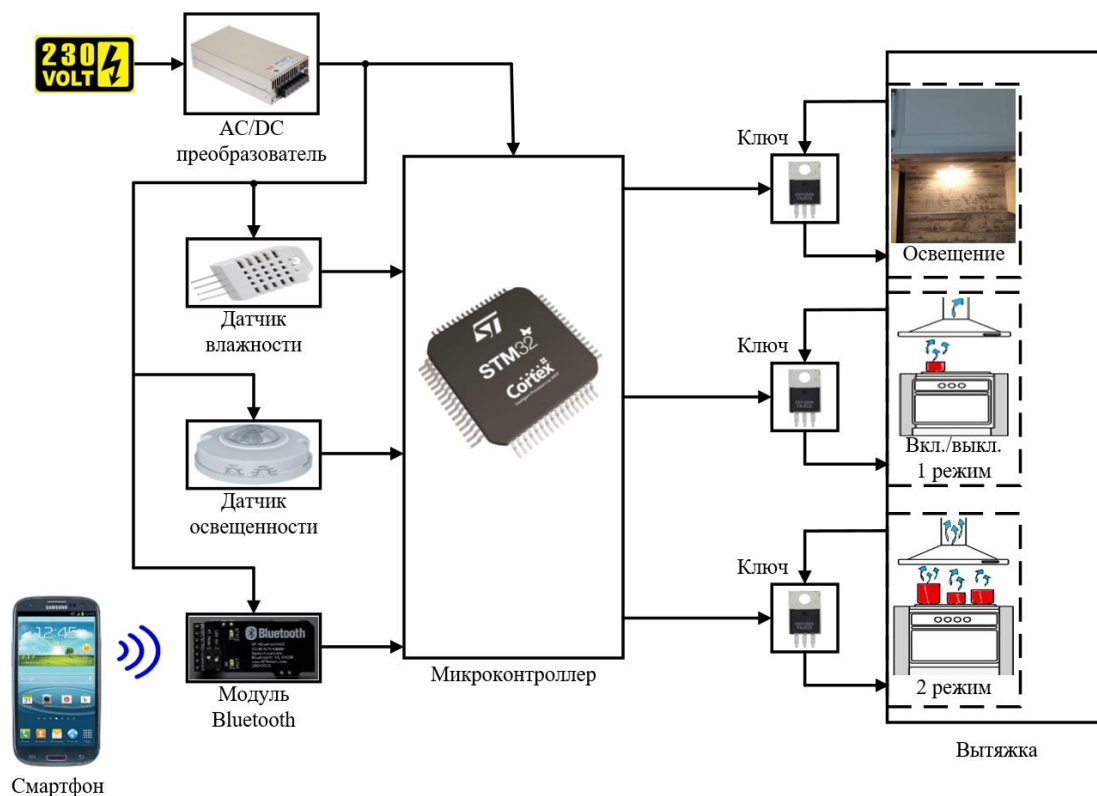 230
VOLT
AC/DC
преобразователь
Ключ
Освещение
Датчик
влажности
ST
STM32
Cortex
Ключ
Вкл./выкл.
1 режим
Датчик
освещенности
Ключ
2 режим
SAMSUNG
12:45
Bluetooth
Модуль
Bluetooth
Микроконтроллер
Вытяжка
Смартфон